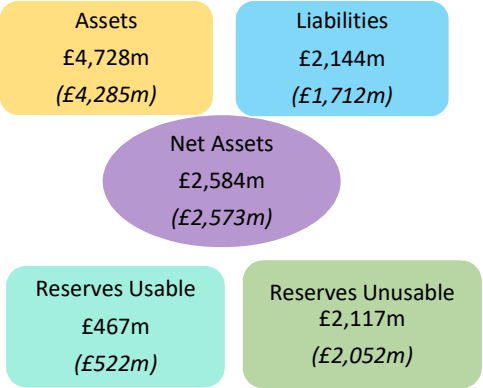 Assets
£4,728m
(£4,285m)
Liabilities
£2,144m
(£1,712m)
Net Assets
£2,584m
(£2,573m)
Reserves Usable
£467m
(£522m)
Reserves Unusable
£2,117m
(£2,052m)